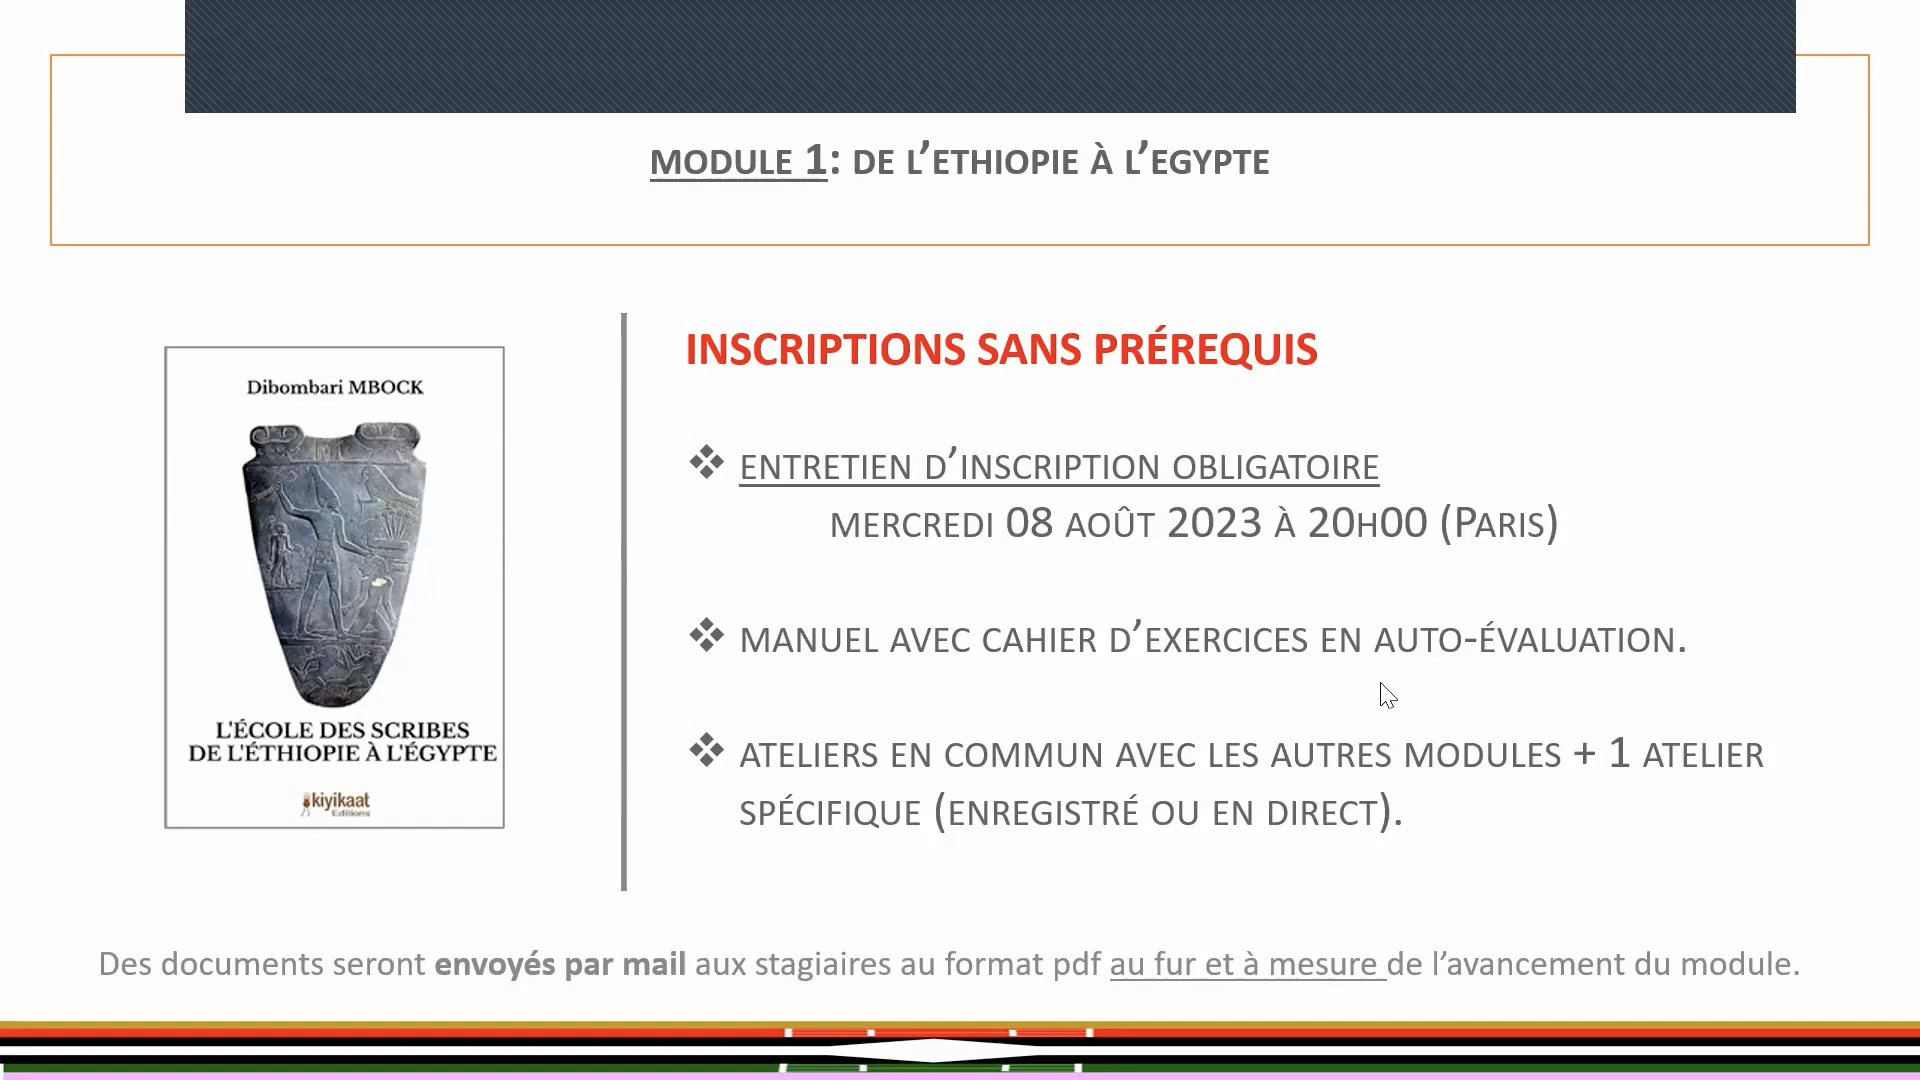 MODULE 1: DE L’ETHIOPIE À L’EGYPTE
Dibombari MBOCK
L'ÉCOLE DES SCRIBES
DE L'ÉTHIOPIE À L'ÉGYPTE
kiyikaat
Editions
INSCRIPTIONS SANS PRÉREQUIS
ENTRETIEN D’INSCRIPTION OBLIGATOIRE
MERCREDI 08 AOÛT 2023 À 20H00 (PARIS)
MANUEL AVEC CAHIER D’EXERCICES EN AUTO-ÉVALUATION.
ATELIERS EN COMMUN AVEC LES AUTRES MODULES + 1 ATELIER
SPÉCIFIQUE (ENREGISTRÉ OU EN DIRECT).
Des documents seront envoyés par mail aux stagiaires au format pdf au fur et à mesure de l’avancement du module.